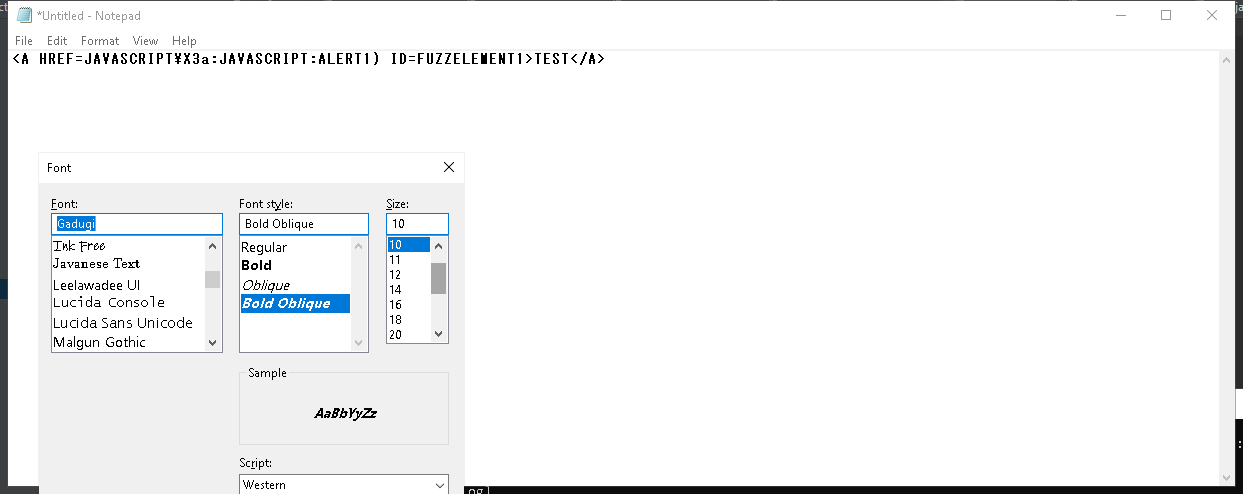 *Untitled - Notepad
File Edit Format View Help
<A HREF=JAVASCRIPT¥X3a:JAVASCRIPT:ALERT1) ID=FUZZELEMENT1>TEST</A>
Font
Font: Font style: Size:
Gadugi Bold Oblique 10
Ink Free Regular 10
Javanese Text Bold 11
Leelawadee UI Oblique 12
Lucida Console Bold Oblique 14
Lucida Sans Unicode 16
Malgun Gothic 18
20
Sample
AaBbYyZz
Script:
Western